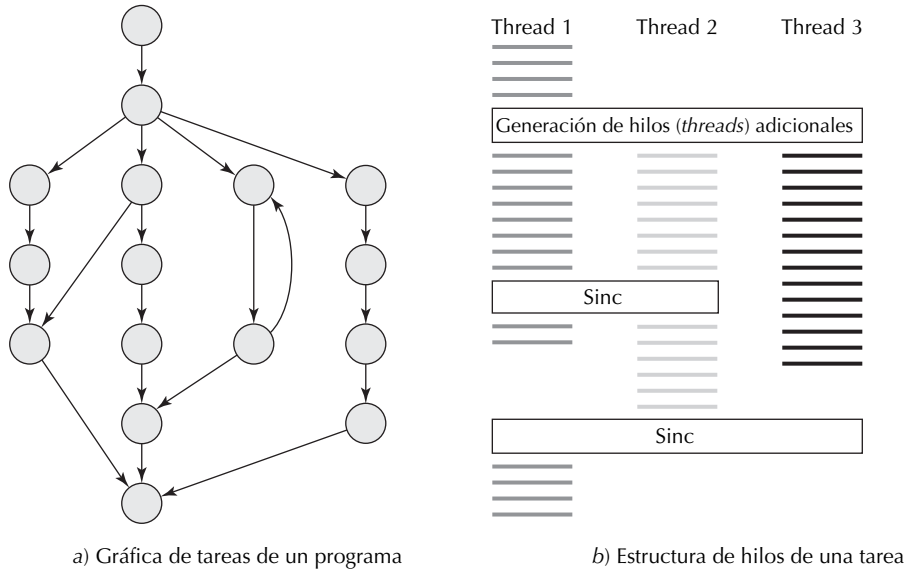 Thread 1 Thread 2 Thread 3
Generación de hilos (threads) adicionales
Sinc
Sinc
a) Gráfica de tareas de un programa
b) Estructura de hilos de una tarea